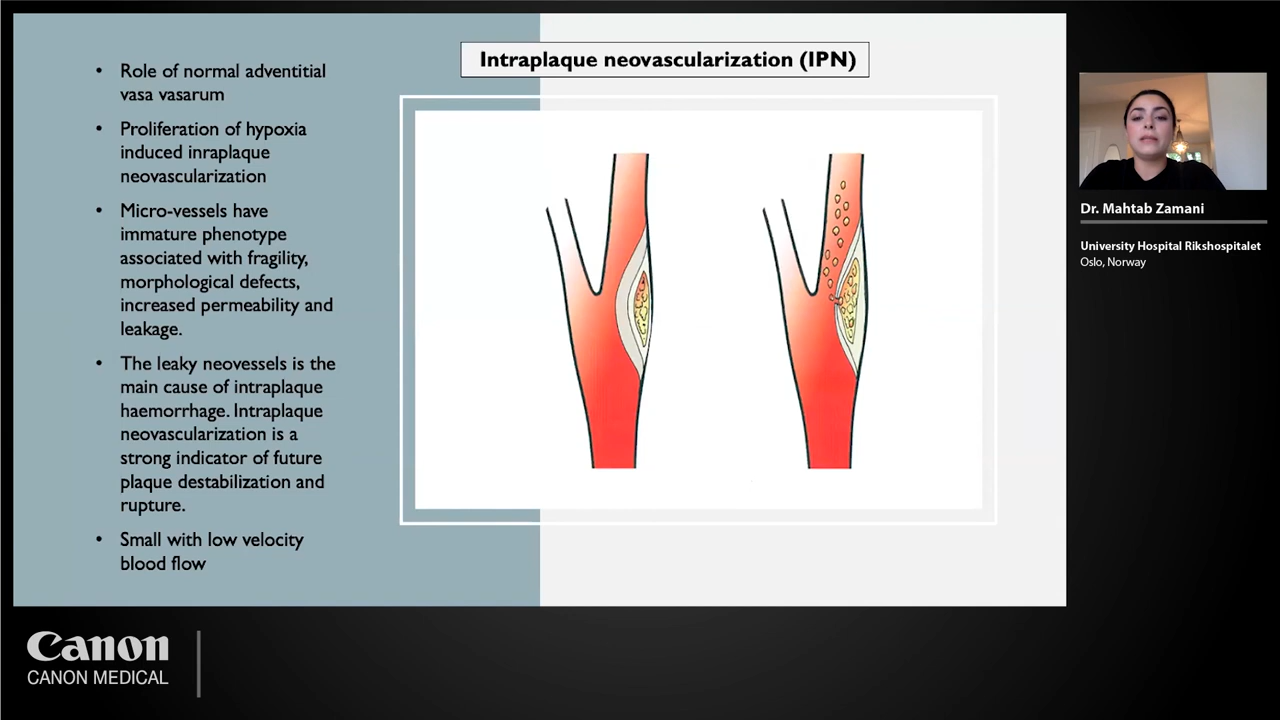 Intraplaque neovascularization (IPN)
• Role of normal adventitial
vasa vasarum
• Proliferation of hypoxia
induced inraplaque
neovascularization
• Micro-vessels have
immature phenotype
associated with fragility,
morphological defects,
increased permeability and
leakage.
• The leaky neovessels is the
main cause of intraplaque
haemorrhage. Intraplaque
neovascularization is a
strong indicator of future
plaque destabilization and
rupture.
• Small with low velocity
blood flow
Dr. Mahtab Zamani
University Hospital Rikshospitalet
Oslo, Norway
Canon
CANON MEDICAL